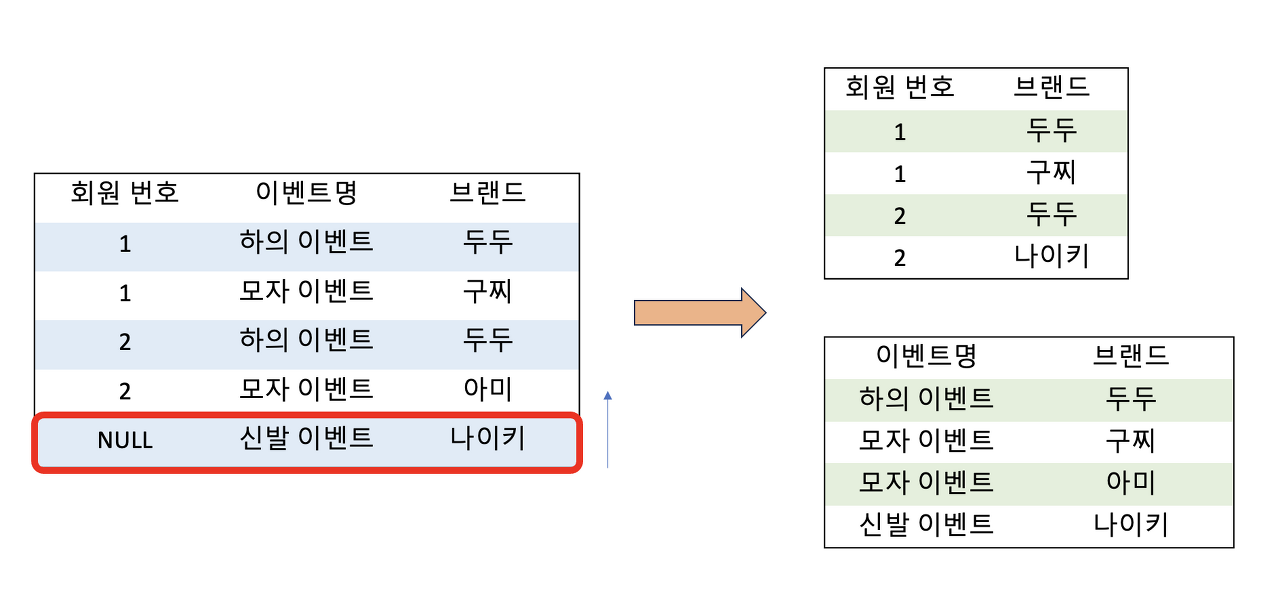 회원 번호 이벤트명 브랜드
1 하의 이벤트 두두
1 모자 이벤트 구찌
2 하의 이벤트 두두
2 모자 이벤트 아미
NULL 신발 이벤트 나이키
회원 번호 브랜드
1 두두
1 구찌
2 두두
2 나이키
이벤트명 브랜드
하의 이벤트 두두
모자 이벤트 구찌
모자 이벤트 아미
신발 이벤트 나이키